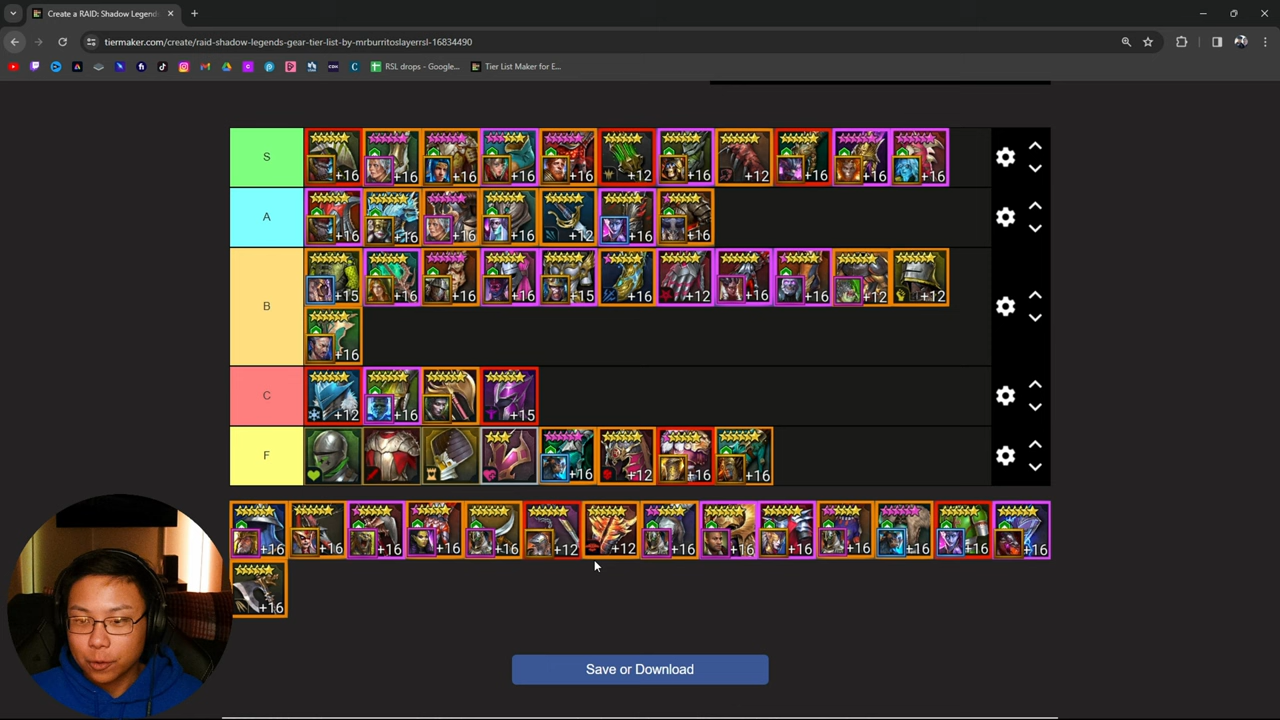 Create a RAID: Shadow Legend
tiermaker.com/create/raid-shadow-legends-gear-tier-list-by-mrburritoslayerrsl-16834490
RSL drops - Google...
Tier List Maker for E...
S
+16 +16 +16 +16 +16 +12 +16 +12 +16 +16 +16
A
+16 +16 +16 +16 +12 +16 +16
B
+15 +16 +16 +16 +15 +16 +12 +16 +16 +12 +12
+16
C
+12 +16 +16 +15
F
+16 +12 +16 +16
+16 +16 +16 +16 +16 +12 +12 +16 +16 +16 +16 +16 +16 +16
+16
Save or Download